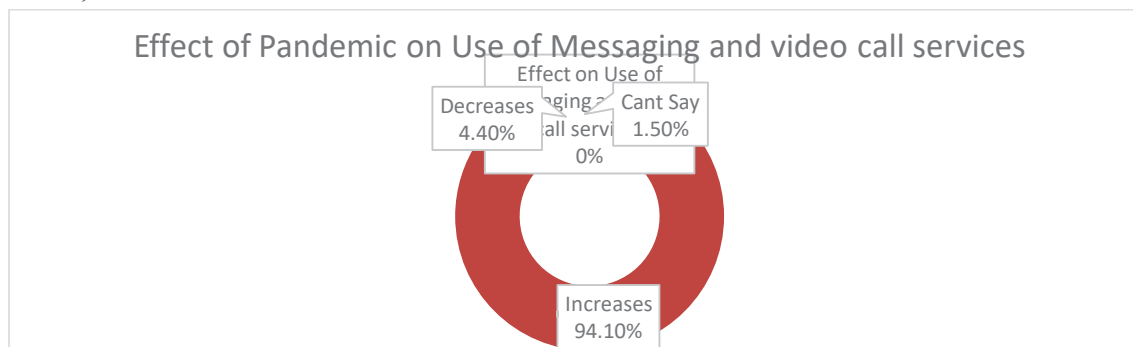 Effect of Pandemic on Use of Messaging and video call services
Effect on Use of
call
0%
Decreases
4.40%
Cant Say
1.50%
Increases
94.10%